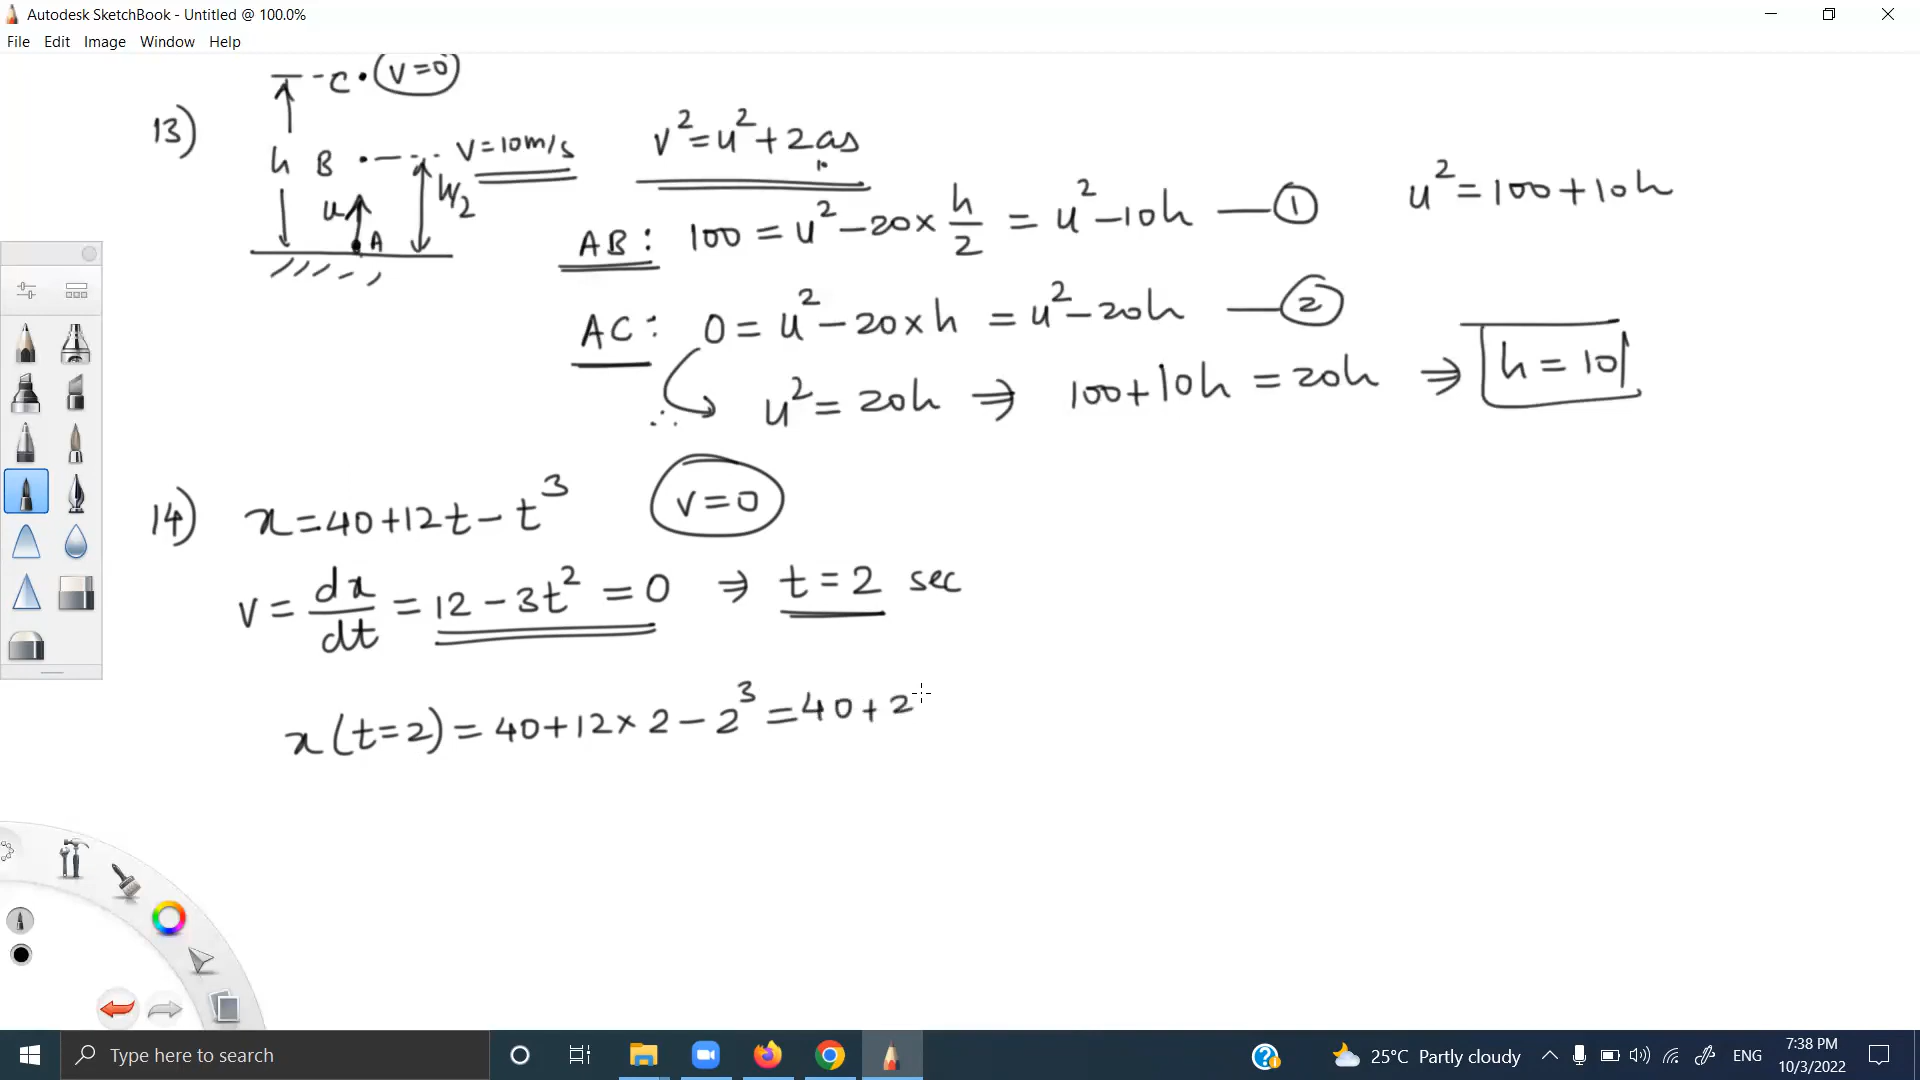 Autodesk SketchBook - Untitled @ 100.0%
File Edit Image Window Help
C • V=0
13)
h B V=10m/s
u h/2
A
v²=u²+2as
AB: 100 = u²-20×h/2 = u²-10h —①
u²=100+10h
AC: 0= u²-20×h = u²-20h —②
∴ u²= 20h ⇒ 100+10h =20h ⇒ h=10
14) x=40+12t-t³ v=0
v= dx/dt = 12-3t² = 0 ⇒ t=2 sec
x(t=2) = 40+12×2-2³ =40+2
Type here to search
25°C Partly cloudy
ENG
7:38 PM
10/3/2022